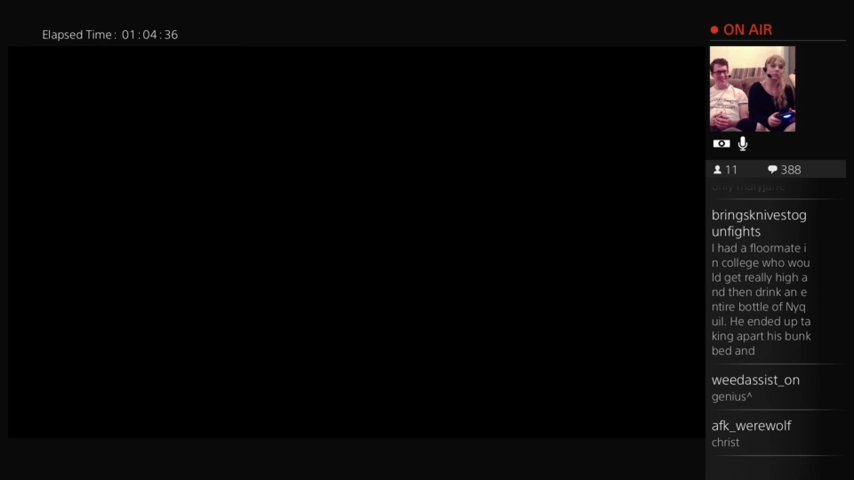 Elapsed Time: 01:04:36
ON AIR
11 388
only maryjane
bringsknivestog
unfights
I had a floormate i
n college who wou
ld get really high a
nd then drink an e
ntire bottle of Nyq
uil. He ended up ta
king apart his bunk
bed and
weedassist_on
genius^
afk_werewolf
christ